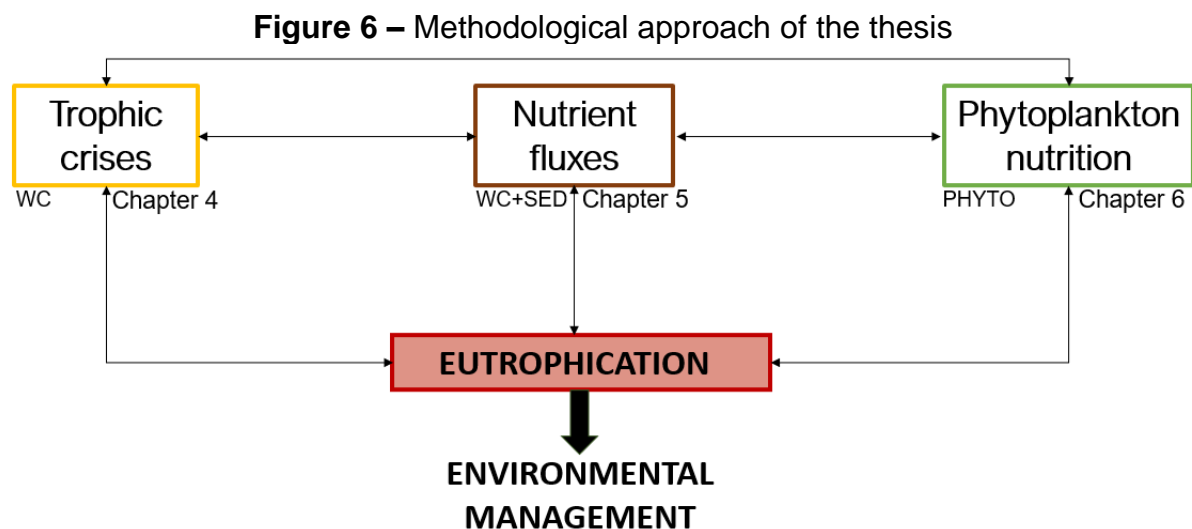 Figure 6 – Methodological approach of the thesis
Trophic
crises
WC Chapter 4
Nutrient
fluxes
WC+SED Chapter 5
Phytoplankton
nutrition
PHYTO Chapter 6
EUTROPHICATION
ENVIRONMENTAL
MANAGEMENT